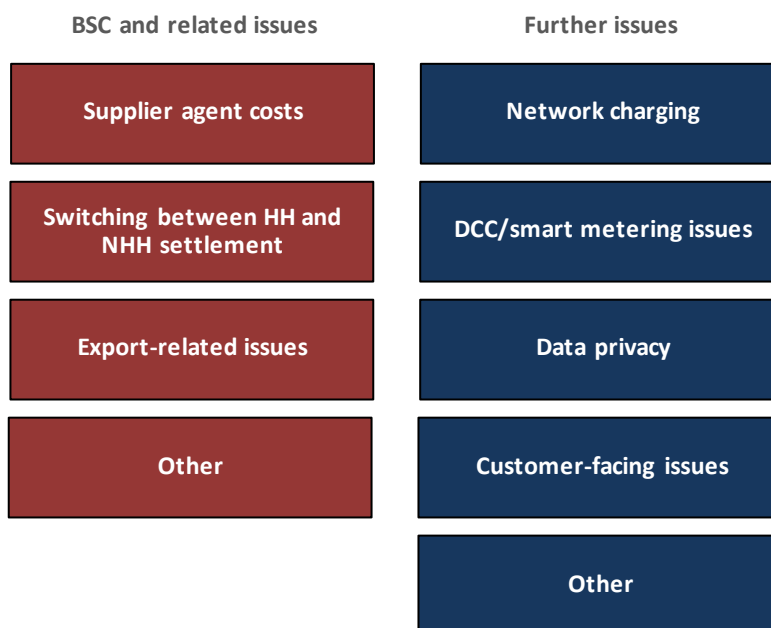 BSC and related issues
Supplier agent costs
Switching between HH and
NHH settlement
Export-related issues
Other
Further issues
Network charging
DCC/smart metering issues
Data privacy
Customer-facing issues
Other